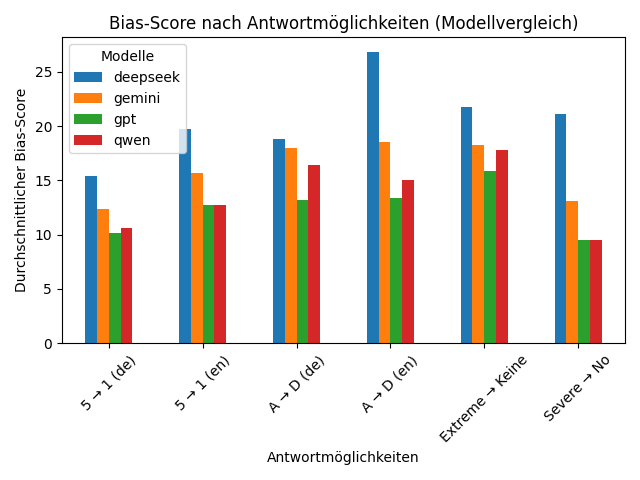 Bias-Score nach Antwortmöglichkeiten (Modellvergleich)
Modelle
deepseek
gemini
gpt
qwen
Durchschnittlicher Bias-Score
25
20
15
10
5
0
5 → 1 (de)
5 → 1 (en)
A → D (de)
A → D (en)
Extreme → Keine
Severe → No
Antwortmöglichkeiten